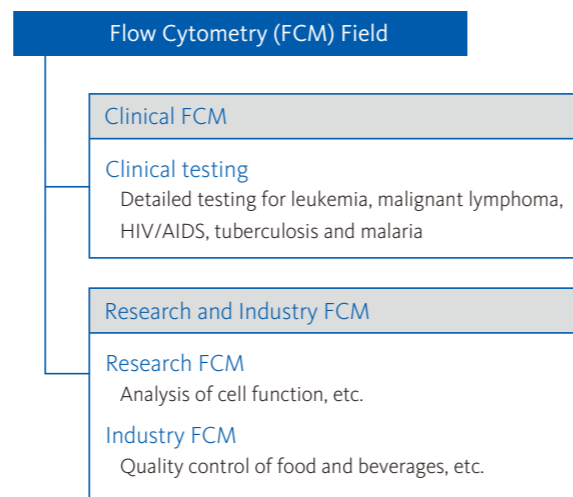 Flow Cytometry (FCM) Field
Clinical FCM
Clinical testing
Detailed testing for leukemia, malignant lymphoma,
HIV/AIDS, tuberculosis and malaria
Research and Industry FCM
Research FCM
Analysis of cell function, etc.
Industry FCM
Quality control of food and beverages, etc.